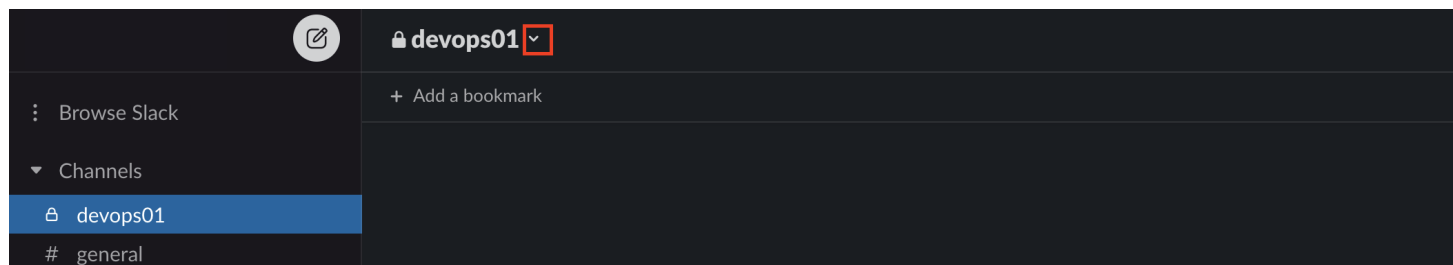 devops01
+ Add a bookmark
Browse Slack
Channels
devops01
# general